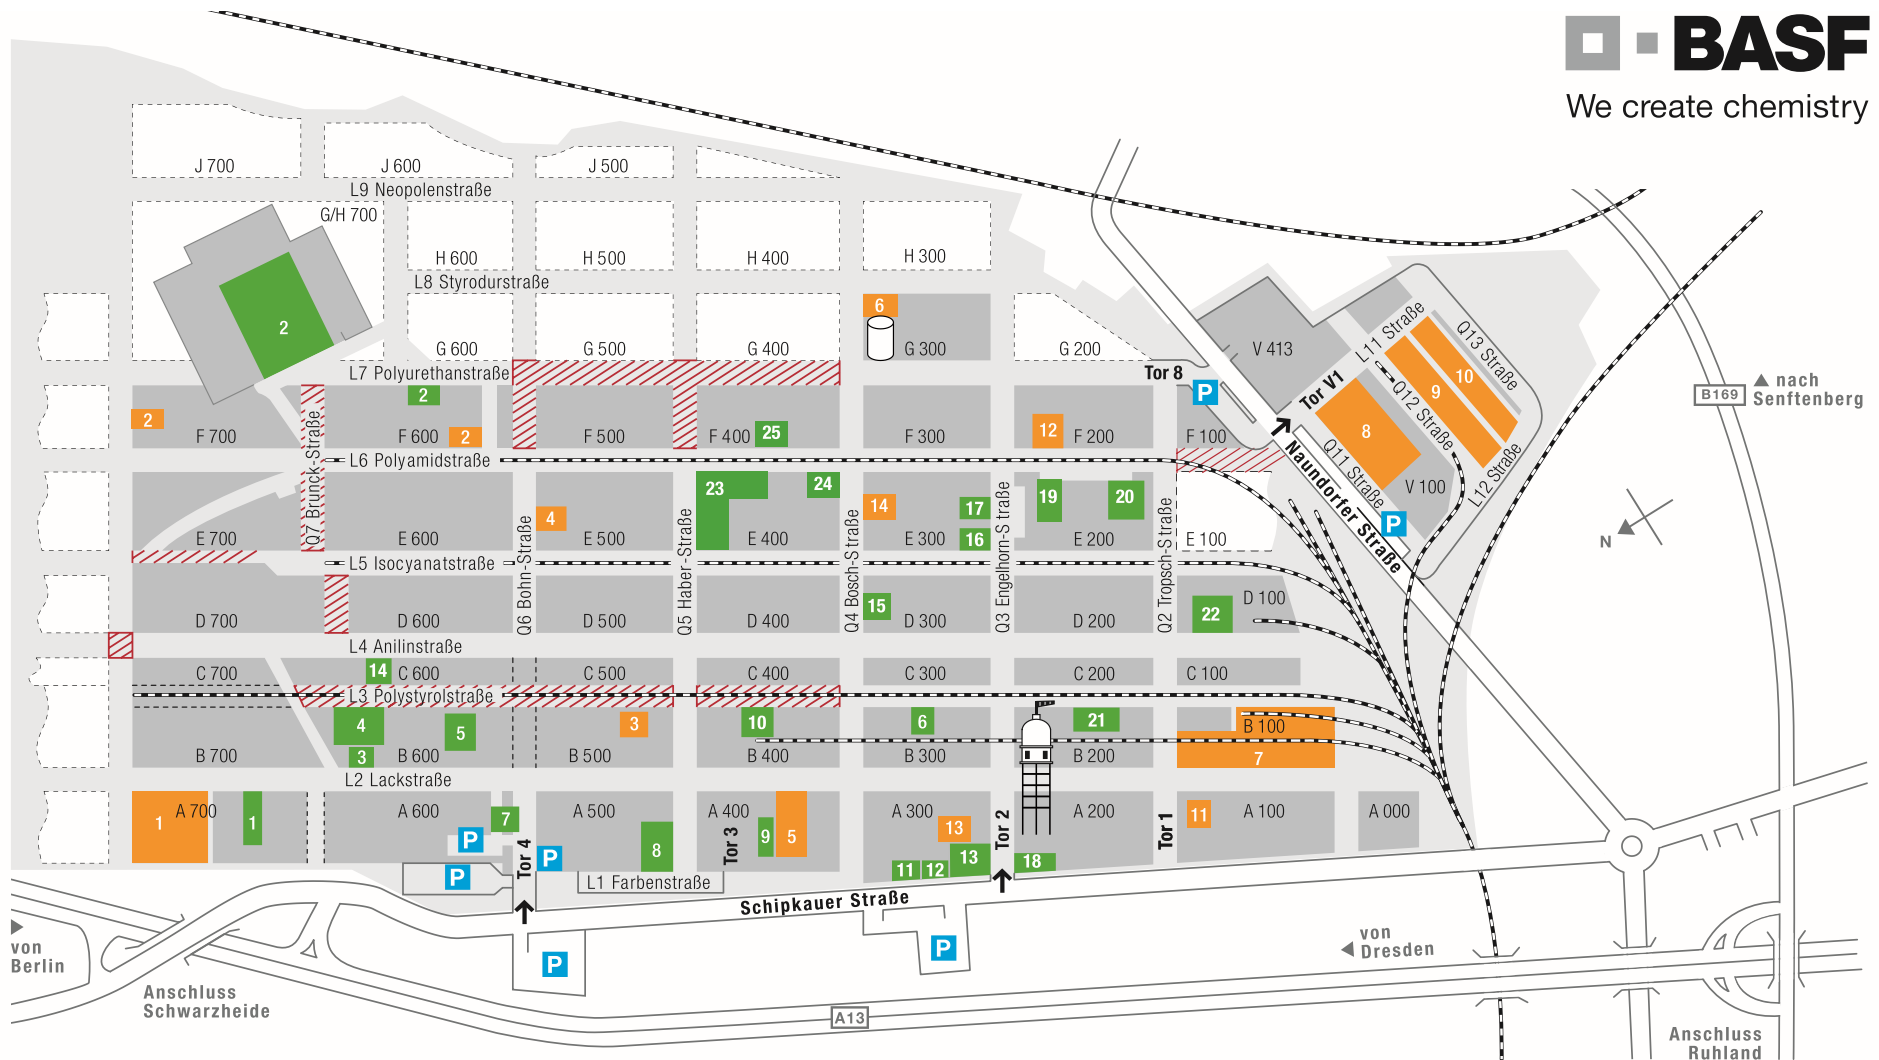 BASF
We create chemistry
J 700
J 600
J 500
L9 Neopolenstraße
G/H 700
H 600
H 500
H 400
H 300
L8 Styrodurstraße
2
6
G 600
G 500
G 400
G 300
G 200
V 413
L11 Straße
Q13 Straße
L7 Polyurethanstraße
Tor 8
P
Tor V1
Q12 Straße
10
9
8
B169
nach
Senftenberg
2
2
2
F 700
F 600
F 500
F 400
25
F 300
12
F 200
F 100
Q7 Brunck-Straße
L6 Polyamidstraße
Naundorfer Straße
Q11 Straße
V 100
L12 Straße
P
N
23
24
14
17
16
19
20
4
E 700
E 600
E 500
E 400
E 300
E 200
E 100
Q6 Bohn-Straße
Q5 Haber-Straße
Q4 Bosch-Straße
Q3 Engelhorn-Straße
Q2 Tropsch-Straße
L5 Isocyanatstraße
15
22
D 700
D 600
D 500
D 400
D 300
D 200
D 100
L4 Anilinstraße
C 700
14
C 600
C 500
C 400
C 300
C 200
C 100
L3 Polystyrolstraße
4
5
3
3
10
6
21
B 700
B 600
B 500
B 400
B 300
B 200
B 100
7
L2 Lackstraße
1
A 700
1
A 600
7
A 500
8
A 400
Tor 3
9
5
A 300
13
11
12
13
Tor 2
18
A 200
Tor 1
11
A 100
A 000
P
P
P
Tor 4
L1 Farbenstraße
Schipkauer Straße
P
P
von
Berlin
von
Dresden
Anschluss
Schwarzheide
A13
Anschluss
Ruhland